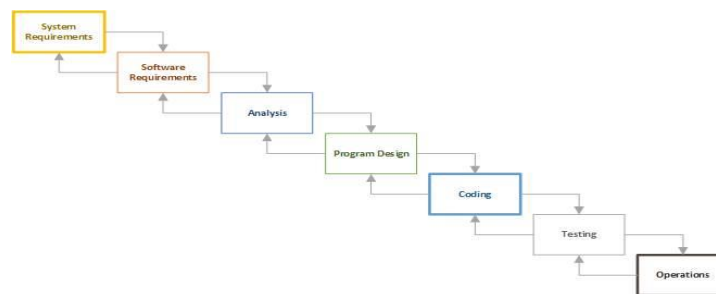 System
Requirements
Software
Requirements
Analysis
Program Design
Coding
Testing
Operations